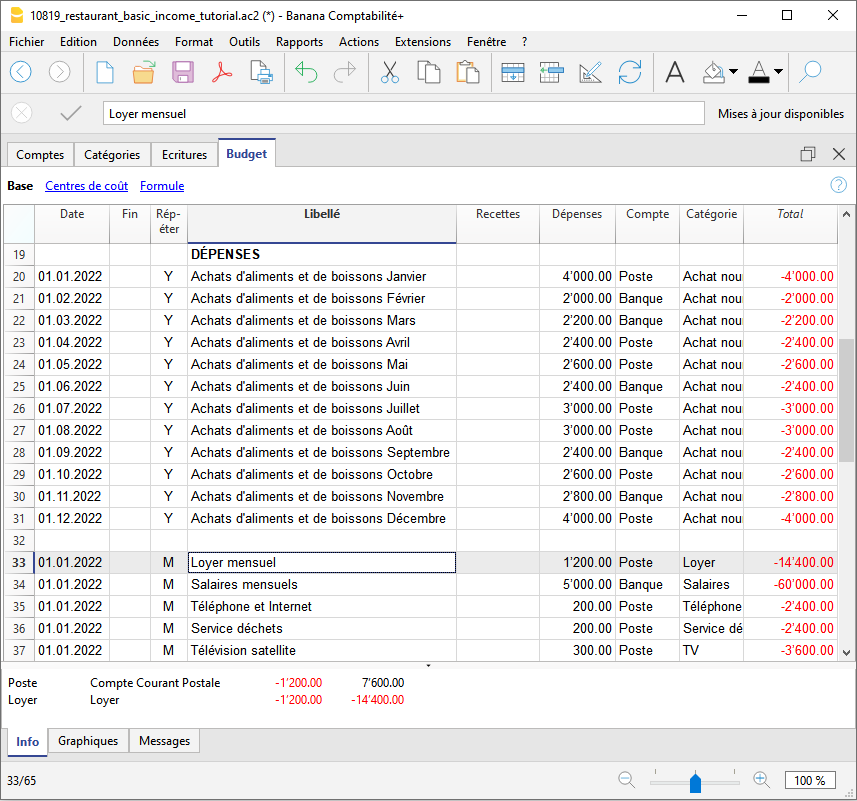 10819_restaurant_basic_income_tutorial.ac2 (*) - Banana Comptabilité+
Fichier Edition Données Format Outils Rapports Actions Extensions Fenêtre ?
Loyer mensuel Mises à jour disponibles
Comptes Catégories Ecritures Budget
Base Centres de coût Formule
Date Fin Rép-éter Libellé Recettes Dépenses Compte Catégorie Total
19 DÉPENSES
20 01.01.2022 Y Achats d'aliments et de boissons Janvier 4'000.00 Poste Achat nou -4'000.00
21 01.02.2022 Y Achats d'aliments et de boissons Février 2'000.00 Banque Achat nou -2'000.00
22 01.03.2022 Y Achats d'aliments et de boissons Mars 2'200.00 Banque Achat nou -2'200.00
23 01.04.2022 Y Achats d'aliments et de boissons Avril 2'400.00 Poste Achat nou -2'400.00
24 01.05.2022 Y Achats d'aliments et de boissons Mai 2'600.00 Poste Achat nou -2'600.00
25 01.06.2022 Y Achats d'aliments et de boissons Juin 2'400.00 Banque Achat nou -2'400.00
26 01.07.2022 Y Achats d'aliments et de boissons Juillet 3'000.00 Poste Achat nou -3'000.00
27 01.08.2022 Y Achats d'aliments et de boissons Août 3'000.00 Poste Achat nou -3'000.00
28 01.09.2022 Y Achats d'aliments et de boissons Septembre 2'400.00 Banque Achat nou -2'400.00
29 01.10.2022 Y Achats d'aliments et de boissons Octobre 2'600.00 Poste Achat nou -2'600.00
30 01.11.2022 Y Achats d'aliments et de boissons Novembre 2'800.00 Banque Achat nou -2'800.00
31 01.12.2022 Y Achats d'aliments et de boissons Décembre 4'000.00 Poste Achat nou -4'000.00
32
33 01.01.2022 M Loyer mensuel 1'200.00 Poste Loyer -14'400.00
34 01.01.2022 M Salaires mensuels 5'000.00 Banque Salaires -60'000.00
35 01.01.2022 M Téléphone et Internet 200.00 Poste Téléphone -2'400.00
36 01.01.2022 M Service déchets 200.00 Poste Service dé -2'400.00
37 01.01.2022 M Télévision satellite 300.00 Poste TV -3'600.00
Poste Compte Courant Postale -1'200.00 7'600.00
Loyer Loyer -1'200.00 -14'400.00
Info Graphiques Messages
33/65 100 %